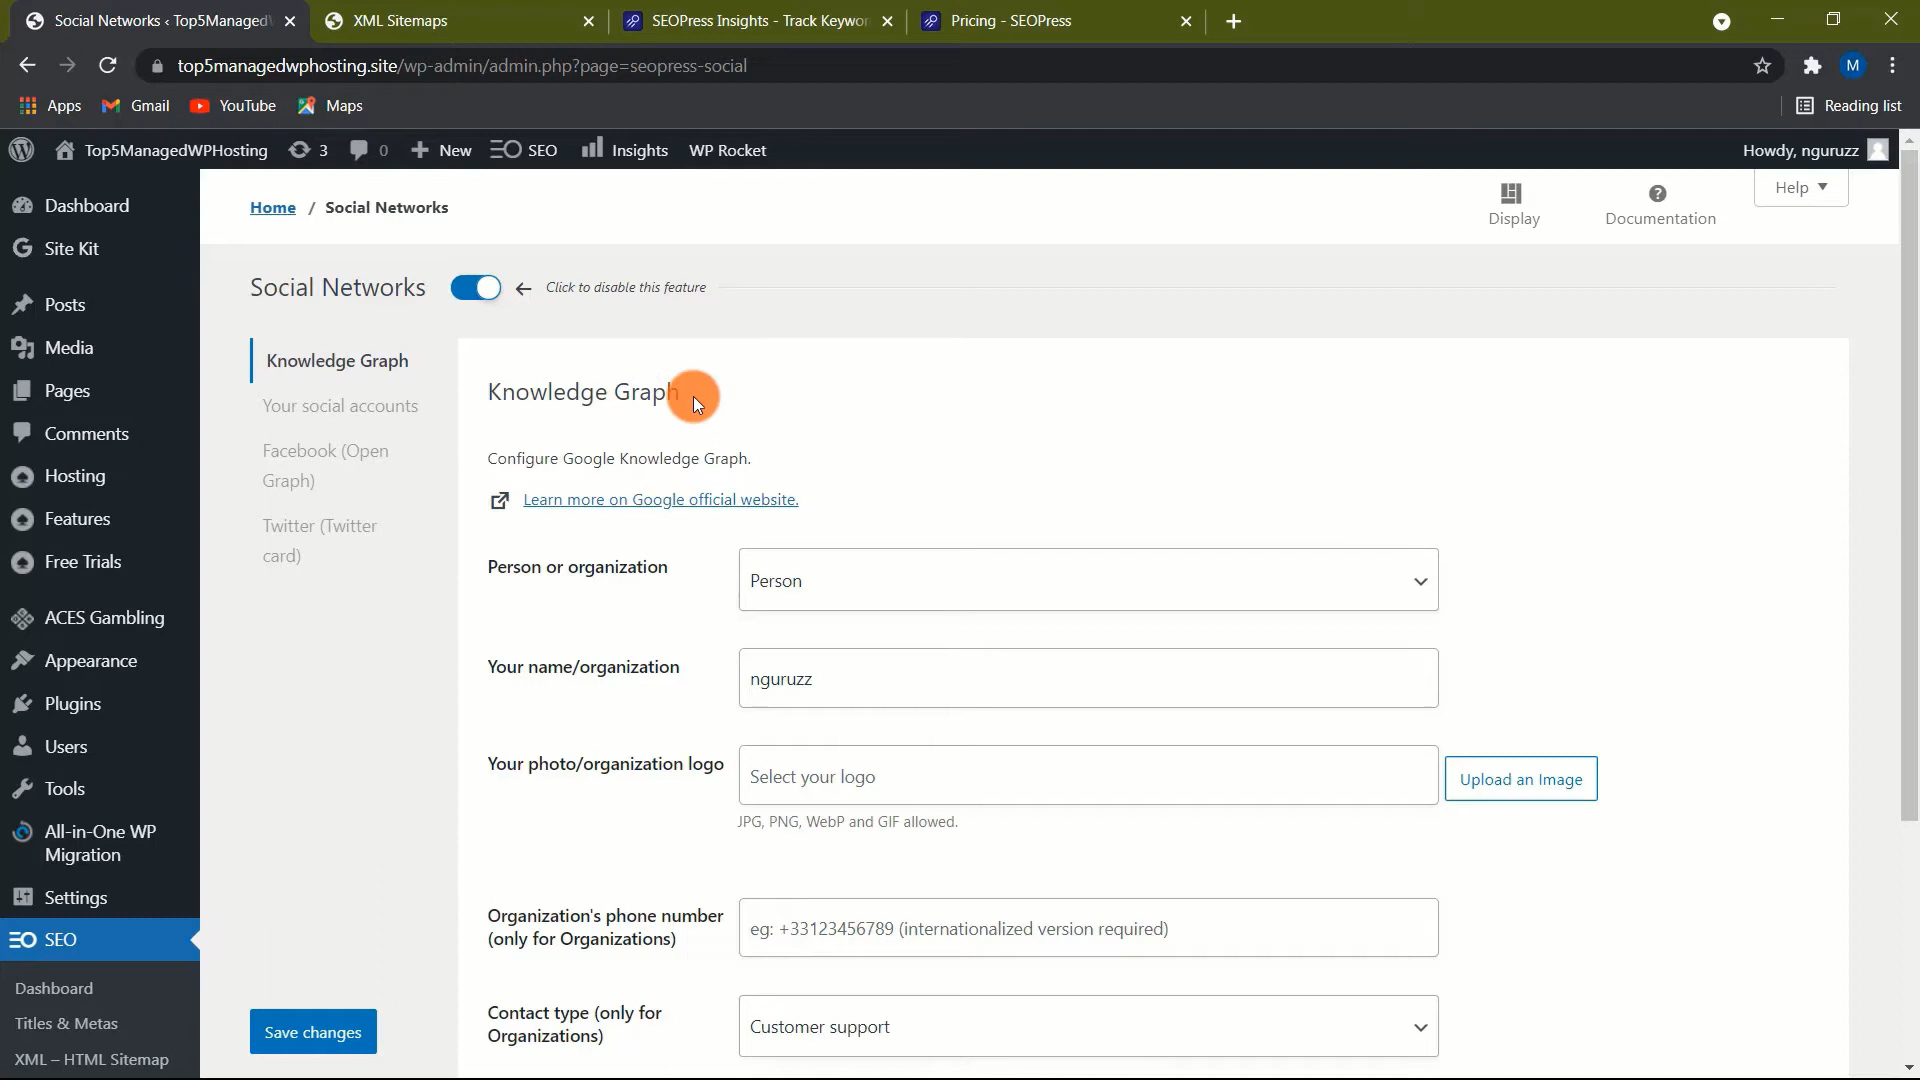 Social Networks ‹ Top5Managed
XML Sitemaps
SEOPress Insights - Track Keywor
Pricing - SEOPress
top5managedwphosting.site/wp-admin/admin.php?page=seopress-social
M
Apps
Gmail
YouTube
Maps
Reading list
Top5ManagedWPHosting
3
0
New
SEO
Insights
WP Rocket
Howdy, nguruzz
Dashboard
Site Kit
Posts
Media
Pages
Comments
Hosting
Features
Free Trials
ACES Gambling
Appearance
Plugins
Users
Tools
All-in-One WP
Migration
Settings
SEO
Dashboard
Titles & Metas
XML – HTML Sitemap
Home / Social Networks
Display
Documentation
Help
Social Networks
Click to disable this feature
Knowledge Graph
Your social accounts
Facebook (Open
Graph)
Twitter (Twitter
card)
Save changes
Knowledge Graph
Configure Google Knowledge Graph.
Learn more on Google official website.
Person or organization
Person
Your name/organization
nguruzz
Your photo/organization logo
Select your logo
Upload an Image
JPG, PNG, WebP and GIF allowed.
Organization's phone number
(only for Organizations)
eg: +33123456789 (internationalized version required)
Contact type (only for
Organizations)
Customer support